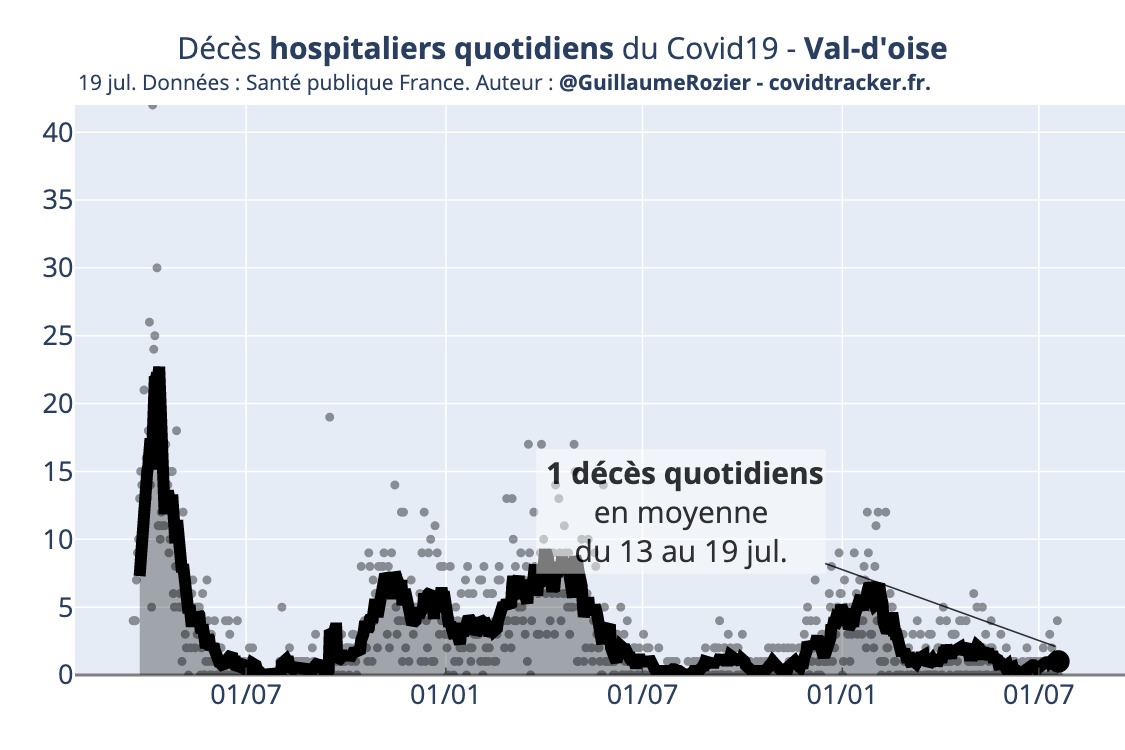 Décès hospitaliers quotidiens du Covid19 - Val-d'oise
19 jul. Données : Santé publique France. Auteur : @GuillaumeRozier - covidtracker.fr.
40
35
30
25
20
15
10
5
0
1 décès quotidiens
en moyenne
du 13 au 19 jul.
01/07 01/01 01/07 01/01 01/07